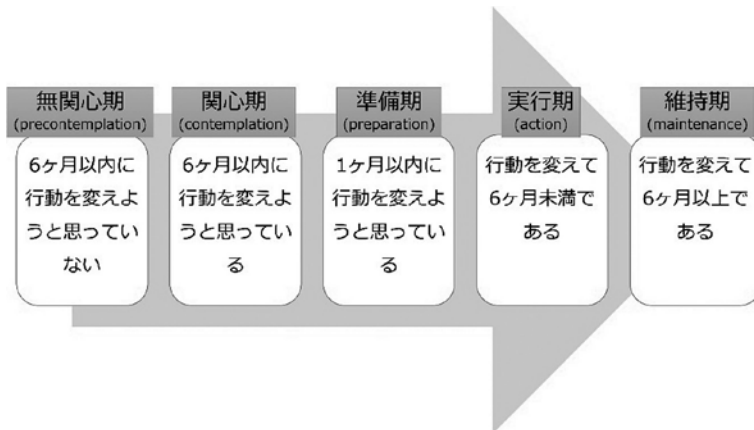 無関心期
(precontemplation)
6ヶ月以内に
行動を変えよ
うと思ってい
ない
関心期
(contemplation)
6ヶ月以内に
行動を変えよ
うと思ってい
る
準備期
(preparation)
1ヶ月以内に
行動を変えよ
うと思ってい
る
実行期
(action)
行動を変えて
6ヶ月未満で
ある
維持期
(maintenance)
行動を変えて
6ヶ月以上で
ある